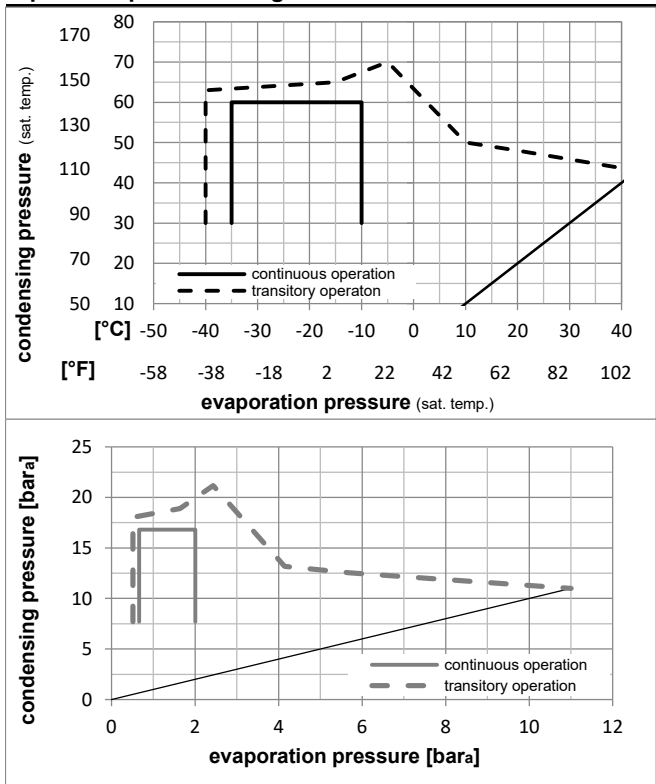 170 80
70
150 60
130 50
110 40
90 30
70 20
50 10
condensing pressure (sat. temp.)
continuous operation
transitory operaton
[°C] -50 -40 -30 -20 -10 0 10 20 30 40
[°F] -58 -38 -18 2 22 42 62 82 102
evaporation pressure (sat. temp.)
25
20
15
10
5
0
condensing pressure [bara]
continuous operation
transitory operation
0 2 4 6 8 10 12
evaporation pressure [bara]